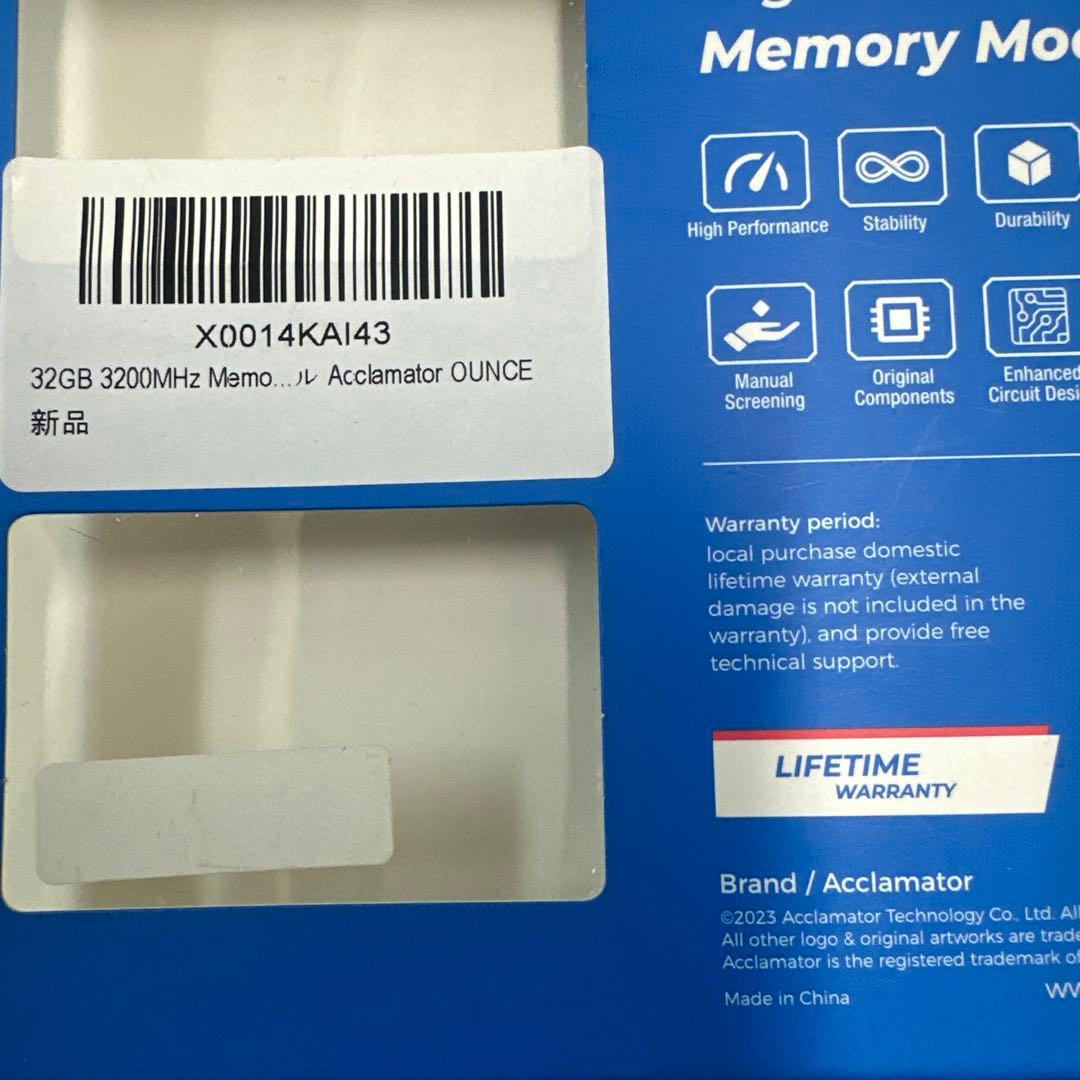 X0014KAI43
32GB 3200MHz Memo...ル Acclamator OUNCE
新品
Memory
High Performance
Stability
Durability
Manual
Screening
Original
Components
Enhanced
Circuit
Warranty period:
local purchase domestic
lifetime warranty (external
damage is not included in the
warranty), and provide free
technical support.
LIFETIME
WARRANTY
Brand / Acclamator
©2023 Acclamator Technology Co., Ltd. All
All other logo & original artworks are
Acclamator is the registered trademark of
Made in China